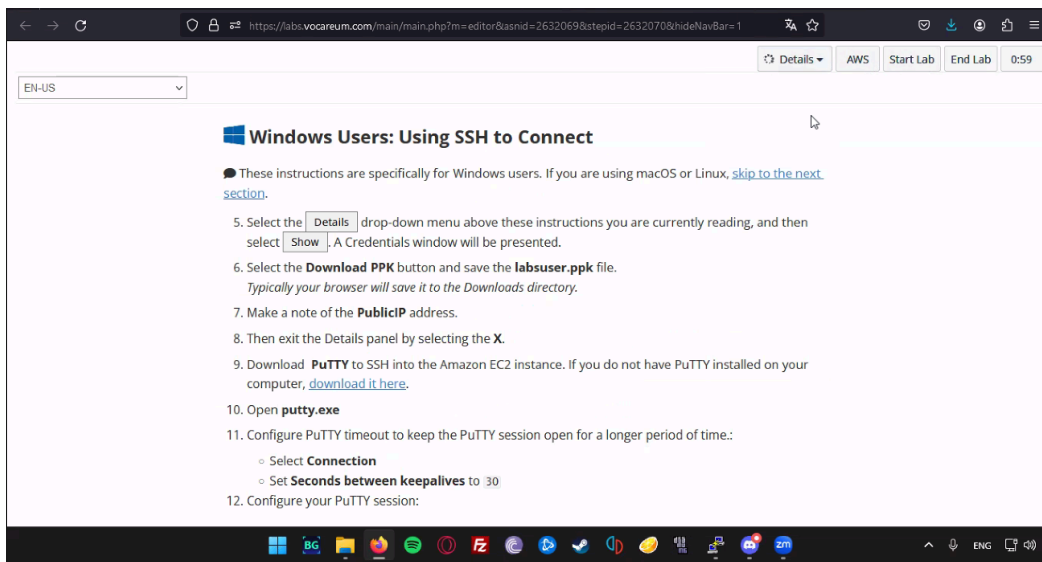 https://labs.vocareum.com/main/main.php?m=editor&asnid=2632069&stepid=2632070&hideNavBar=1
Details AWS Start Lab End Lab 0:59
EN-US
Windows Users: Using SSH to Connect
These instructions are specifically for Windows users. If you are using macOS or Linux, skip to the next
section.
5. Select the Details drop-down menu above these instructions you are currently reading, and then
select Show . A Credentials window will be presented.
6. Select the Download PPK button and save the labsuser.ppk file.
Typically your browser will save it to the Downloads directory.
7. Make a note of the PublicIP address.
8. Then exit the Details panel by selecting the X.
9. Download PuTTY to SSH into the Amazon EC2 instance. If you do not have PuTTY installed on your
computer, download it here.
10. Open putty.exe
11. Configure PuTTY timeout to keep the PuTTY session open for a longer period of time.:
○ Select Connection
○ Set Seconds between keepalives to 30
12. Configure your PuTTY session:
BG zm ENG